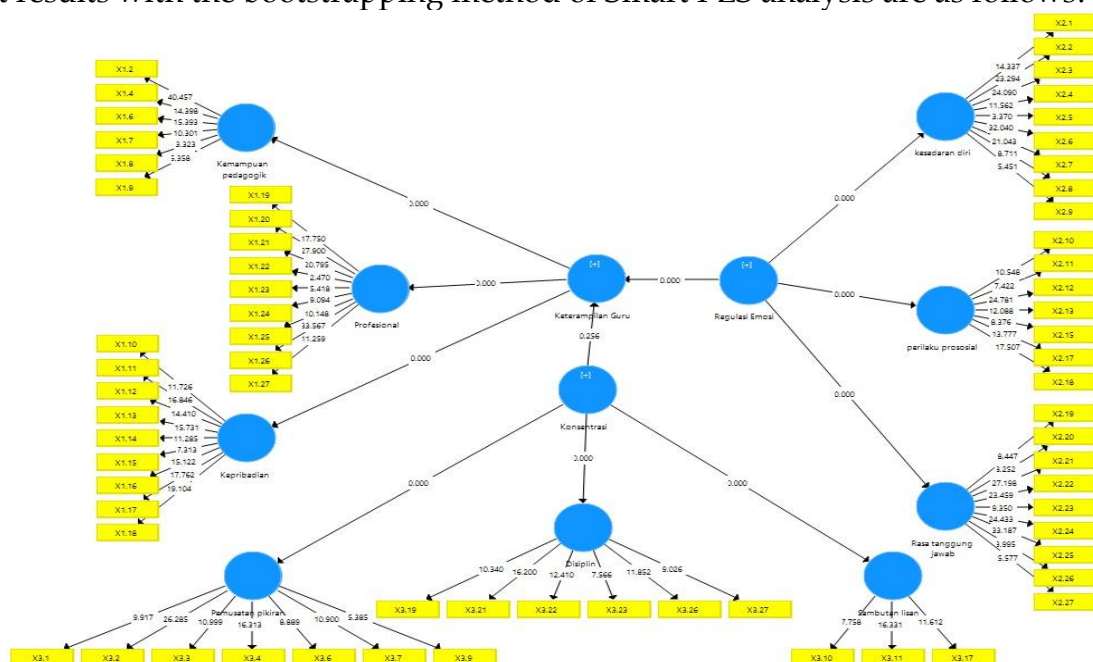 t results with the bootstrapping method of Smart PLS analysis are as follows:
X1.2
X1.4
X1.6
X1.7
X1.8
X1.9
40.457
14.398
15.393
10.301
3.323
3.358
Kemampuan
pedagogik
X1.19
X1.20
X1.21
X1.22
X1.23
X1.24
X1.25
X1.26
X1.27
17.750
27.900
20.795
2.470
5.418
9.094
10.148
33.567
11.259
Profesional
X1.10
X1.11
X1.12
X1.13
X1.14
X1.15
X1.16
X1.17
X1.18
11.726
16.846
14.410
15.731
11.285
7.313
15.122
17.762
19.104
Kepribadian
0.000
0.000
0.000
[+]
Keterampilan Guru
0.000
[+]
Regulasi Emosi
0.256
[+]
Konsentrasi
0.000
0.000
0.000
0.000
0.000
0.000
X2.1
X2.2
X2.3
X2.4
X2.5
X2.6
X2.7
X2.8
X2.9
14.337
23.294
24.090
11.562
3.370
32.040
21.043
8.711
5.451
kesadaran diri
X2.10
X2.11
X2.12
X2.13
X2.15
X2.17
X2.18
10.548
7.422
24.781
12.088
8.376
13.777
17.507
perilaku prososial
X2.19
X2.20
X2.21
X2.22
X2.23
X2.24
X2.25
X2.26
X2.27
8.447
3.252
27.198
23.459
9.350
24.433
33.187
3.995
5.577
Rasa tanggung
jawab
Pemusatan pikiran
9.917
26.285
10.999
16.313
8.889
10.900
5.385
X3.1
X3.2
X3.3
X3.4
X3.6
X3.7
X3.9
Disiplin
10.340
16.200
12.410
7.566
11.852
9.026
X3.19
X3.21
X3.22
X3.23
X3.26
X3.27
Sambutan lisan
7.758
16.331
11.612
X3.10
X3.11
X3.17